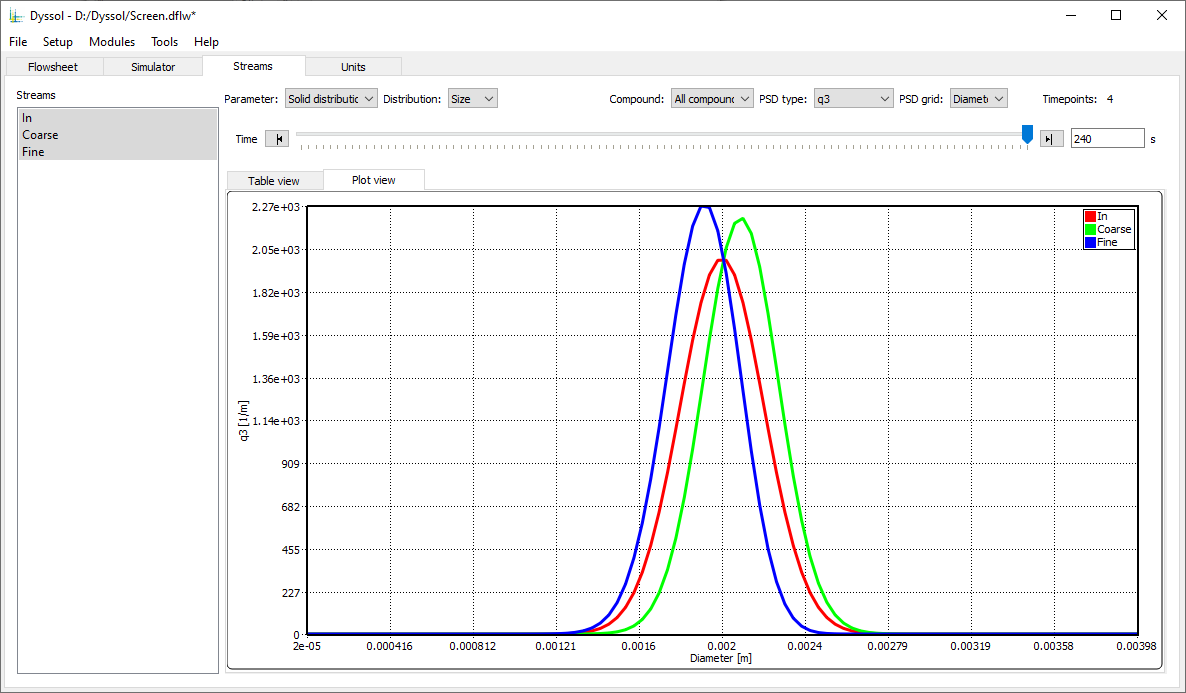 Dyssol - D:/Dyssol/Screen.dflw*
File Setup Modules Tools Help
Flowsheet Simulator Streams Units
Streams
In
Coarse
Fine
Parameter: Solid distributic Distribution: Size Compound: All compounc PSD type: q3 PSD grid: Diamete Timepoints: 4
Time 240 s
Table view Plot view
2.27e+03
2.05e+03
1.82e+03
1.59e+03
1.36e+03
1.14e+03
909
682
455
227
0
q3 [1/m]
In
Coarse
Fine
2e-05 0.000416 0.000812 0.00121 0.0016 0.002 0.0024 0.00279 0.00319 0.00358 0.00398
Diameter [m]